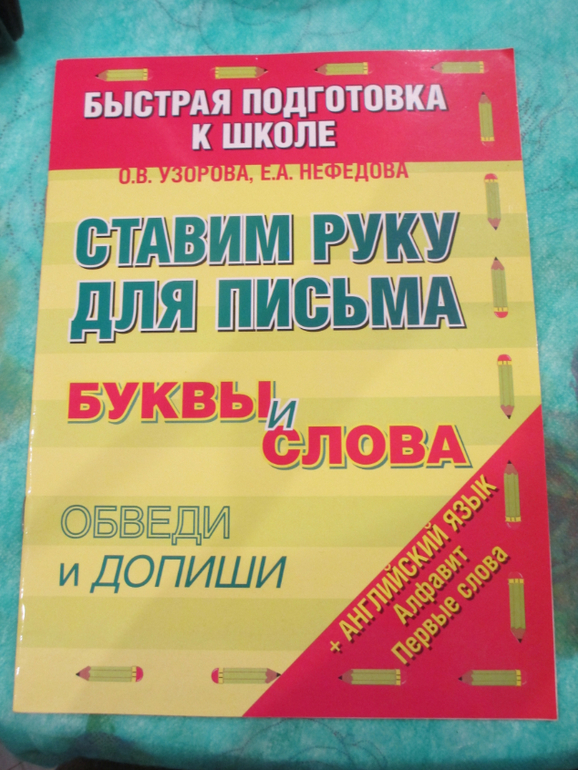 БЫСТРАЯ ПОДГОТОВКА
К ШКОЛЕ
О.В. УЗОРОВА, Е.А. НЕФЕДОВА
СТАВИМ РУКУ
ДЛЯ ПИСЬМА
БУКВЫ
И
СЛОВА
ОБВЕДИ
и ДОПИШИ
+ АНГЛИЙСКИЙ ЯЗЫК
Алфавит
Первые слова